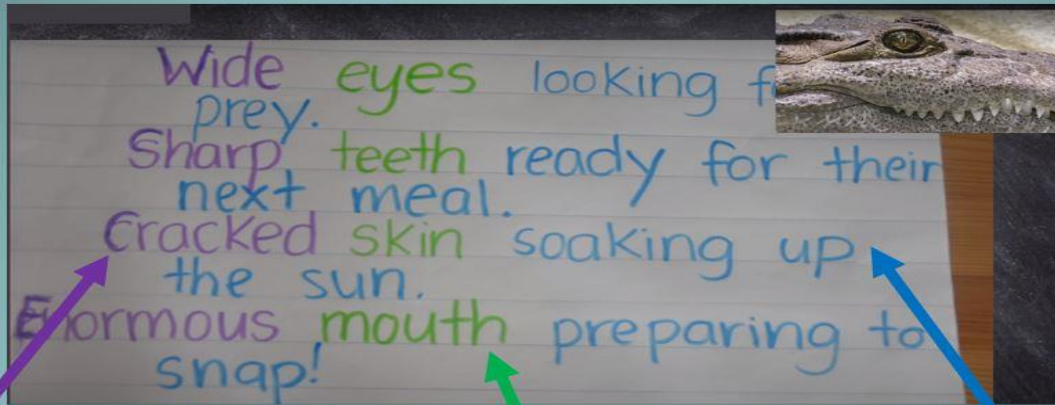 Wide eyes looking
prey.
Sharp teeth ready for their
next meal.
Cracked skin soaking up
the sun.
Enormous mouth preparing to
snap!